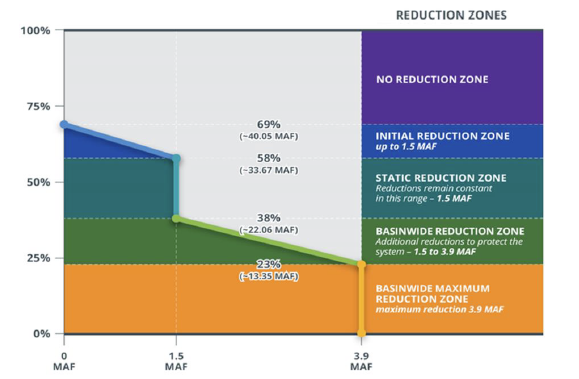 REDUCTION ZONES
100%
NO REDUCTION ZONE
75%
69%
(~40.05 MAF)
INITIAL REDUCTION ZONE
up to 1.5 MAF
58%
(~33.67 MAF)
STATIC REDUCTION ZONE
Reductions remain constant
in this range – 1.5 MAF
50%
38%
(~22.06 MAF)
BASINWIDE REDUCTION ZONE
Additional reductions to protect the
system – 1.5 to 3.9 MAF
25%
23%
(~13.35 MAF)
BASINWIDE MAXIMUM
REDUCTION ZONE
maximum reduction 3.9 MAF
0%
0
MAF
1.5
MAF
3.9
MAF